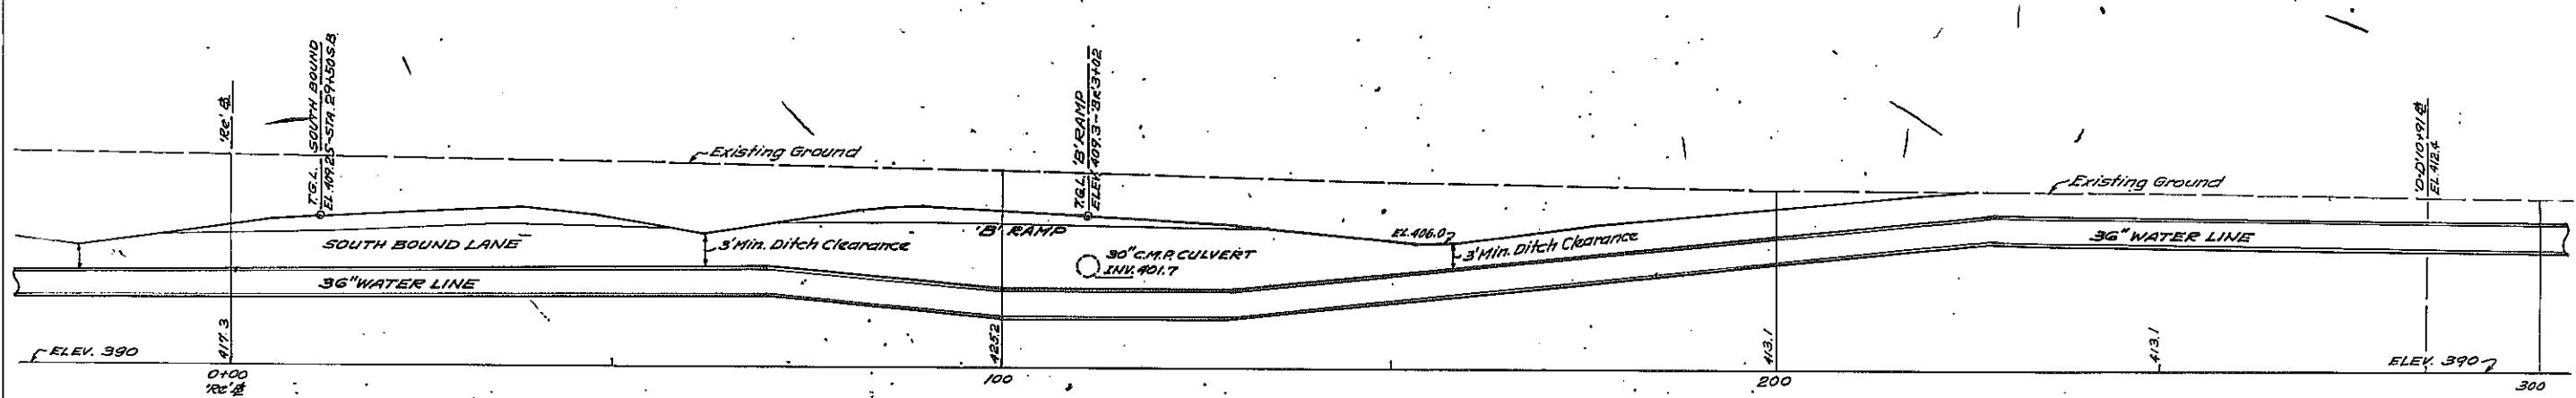 'Re' ⅊
T.G.L. SOUTH BOUND
EL. 409.25-STA. 29+50 S.B.
Existing Ground
T.G.L. 'B' RAMP
ELEV. 409.3-'BR' 3+02
'D-D' 10+91 ⅊
EL. 412.4
Existing Ground
SOUTH BOUND LANE
3' Min. Ditch Clearance
'B' RAMP
EL. 406.0
3' Min. Ditch Clearance
36" WATER LINE
30" C.M.P. CULVERT
INV. 401.7
36" WATER LINE
417.3
425.2
413.1
413.1
ELEV. 390
ELEV. 390
0+00
'Re' ⅊
100
200
300